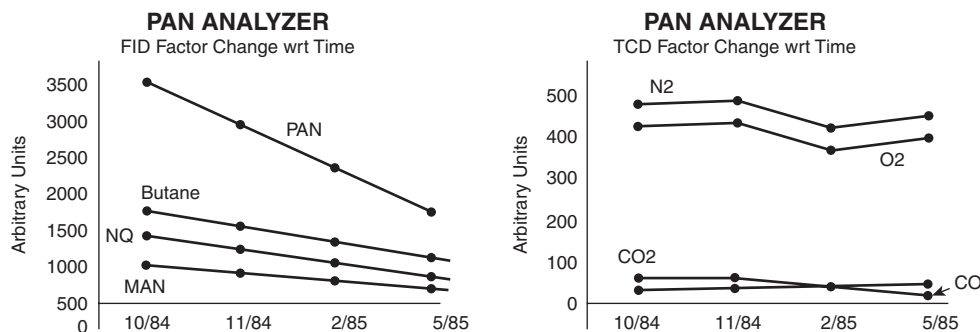 PAN ANALYZER
FID Factor Change wrt Time
Arbitrary Units
3500
3000
2500
2000
1500
1000
500
0
PAN
Butane
NQ
MAN
10/84
11/84
2/85
5/85
PAN ANALYZER
TCD Factor Change wrt Time
Arbitrary Units
500
400
300
200
100
0
N2
O2
CO2
CO
10/84
11/84
2/85
5/85